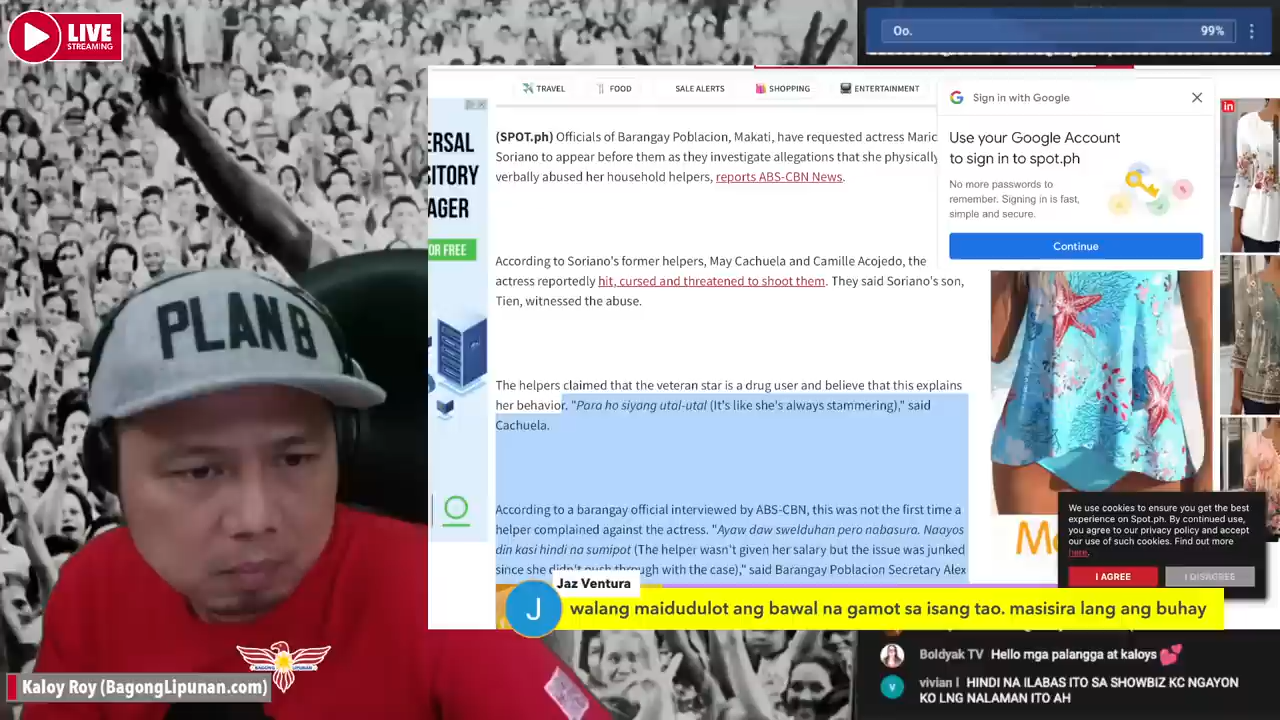 LIVE
STREAMING
Oo.
99%
TRAVEL
FOOD
SALE ALERTS
SHOPPING
ENTERTAINMENT
(SPOT.ph) Officials of Barangay Poblacion, Makati, have requested actress Maric
Soriano to appear before them as they investigate allegations that she physically
verbally abused her household helpers, reports ABS-CBN News.
According to Soriano's former helpers, May Cachuela and Camille Acojedo, the
actress reportedly hit, cursed and threatened to shoot them. They said Soriano's son,
Tien, witnessed the abuse.
The helpers claimed that the veteran star is a drug user and believe that this explains
her behavior. "Para ho siyang utal-utal (It's like she's always stammering)," said
Cachuela.
According to a barangay official interviewed by ABS-CBN, this was not the first time a
helper complained against the actress. "Ayaw daw swelduhan pero nabasura. Naayos
din kasi hindi na sumipot (The helper wasn't given her salary but the issue was junked
since she didn't push through with the case)," said Barangay Poblacion Secretary Alex
Sign in with Google
Use your Google Account
to sign in to spot.ph
No more passwords to
remember. Signing in is fast,
simple and secure.
Continue
ERSAL
SITORY
AGER
OR FREE
in
We use cookies to ensure you get the best
experience on Spot.ph. By continued use,
you agree to our privacy policy and accept
our use of such cookies. Find out more
here.
I AGREE
I DISAGREE
PLAN B
Jaz Ventura
J
walang maidudulot ang bawal na gamot sa isang tao. masisira lang ang buhay
Boldyak TV Hello mga palangga at kaloys
v
vivian l HINDI NA ILABAS ITO SA SHOWBIZ KC NGAYON
KO LNG NALAMAN ITO AH
BAGONG LIPUNAN
Kaloy Roy (BagongLipunan.com)